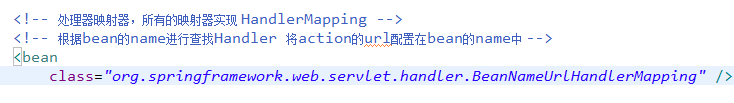 <!-- 处理器映射器，所有的映射器实现 HandlerMapping -->
<!-- 根据bean的name进行查找Handler 将action的url配置在bean的name中 -->
<bean
class="org.springframework.web.servlet.handler.BeanNameUrlHandlerMapping" />